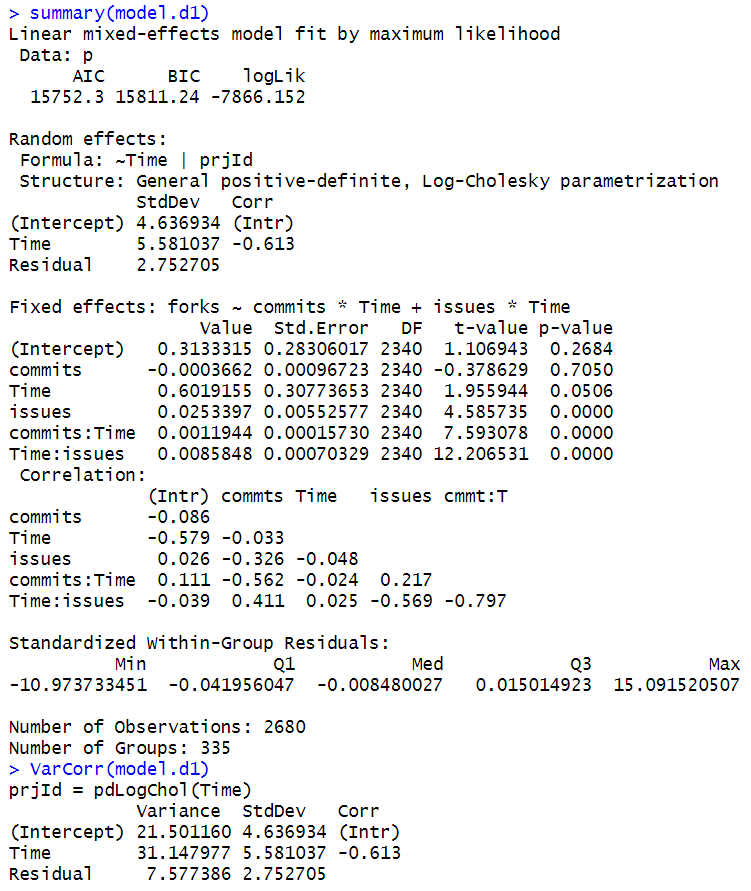 > summary(model.d1)
Linear mixed-effects model fit by maximum likelihood
 Data: p
      AIC      BIC    logLik
  15752.3 15811.24 -7866.152

Random effects:
 Formula: ~Time | prjId
 Structure: General positive-definite, Log-Cholesky parametrization
            StdDev   Corr
(Intercept) 4.636934 (Intr)
Time        5.581037 -0.613
Residual    2.752705

Fixed effects: forks ~ commits * Time + issues * Time
                  Value  Std.Error   DF   t-value p-value
(Intercept)   0.3133315 0.28306017 2340  1.106943  0.2684
commits      -0.0003662 0.00096723 2340 -0.378629  0.7050
Time          0.6019155 0.30773653 2340  1.955944  0.0506
issues        0.0253397 0.00552577 2340  4.585735  0.0000
commits:Time  0.0011944 0.00015730 2340  7.593078  0.0000
Time:issues   0.0085848 0.00070329 2340 12.206531  0.0000
 Correlation:
             (Intr) commts Time   issues cmmt:T
commits      -0.086
Time         -0.579 -0.033
issues        0.026 -0.326 -0.048
commits:Time  0.111 -0.562 -0.024  0.217
Time:issues  -0.039  0.411  0.025 -0.569 -0.797

Standardized Within-Group Residuals:
          Min            Q1           Med            Q3           Max
-10.973733451  -0.041956047  -0.008480027   0.015014923  15.091520507

Number of Observations: 2680
Number of Groups: 335
> VarCorr(model.d1)
prjId = pdLogChol(Time)
            Variance  StdDev   Corr
(Intercept) 21.501160 4.636934 (Intr)
Time        31.147977 5.581037 -0.613
Residual     7.577386 2.752705